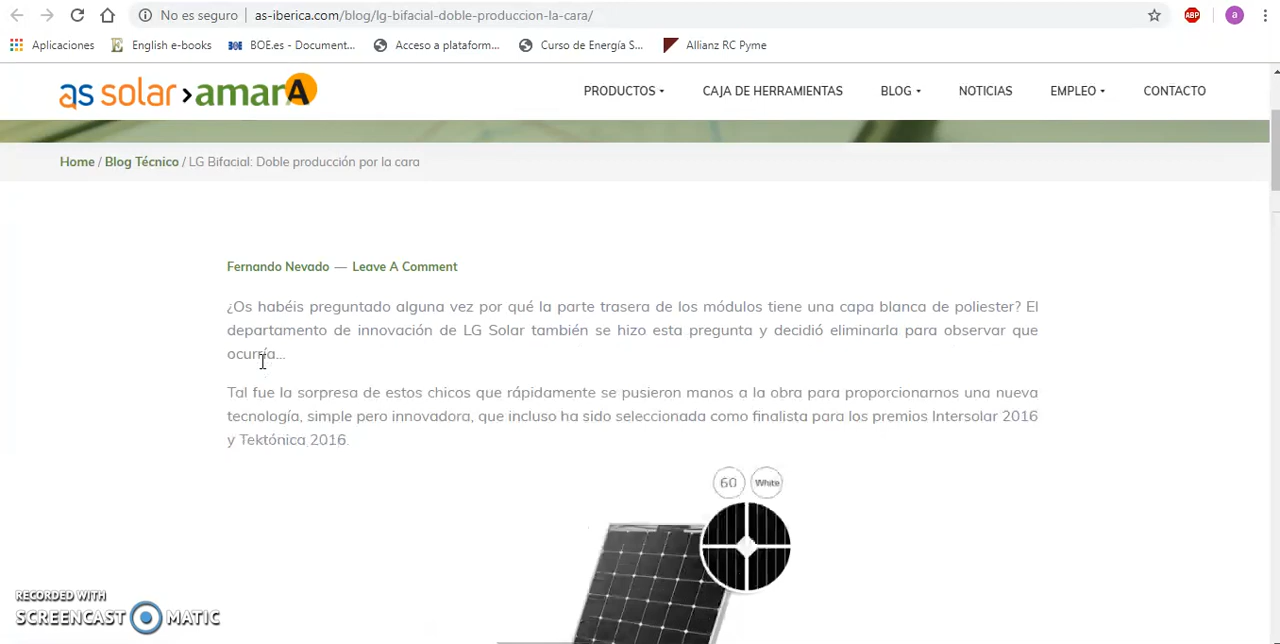 No seguro as-iberica.com/blog/lg-bifacial-doble-produccion-la-cara/ ABP a
Aplicaciones English e-books BOE.es - Document... Acceso a plataform... Curso de Energía S... Allianz RC Pyme
as solar > amarA PRODUCTOS CAJA DE HERRAMIENTAS BLOG NOTICIAS EMPLEO CONTACTO
Home / Blog Técnico / LG Bifacial: Doble producción por la cara
Fernando Nevado — Leave A Comment
¿Os habéis preguntado alguna vez por qué la parte trasera de los módulos tiene una capa blanca de poliester? El
departamento de innovación de LG Solar también se hizo esta pregunta y decidió eliminarla para observar que
ocurría...
Tal fue la sorpresa de estos chicos que rápidamente se pusieron manos a la obra para proporcionarnos una nueva
tecnología, simple pero innovadora, que incluso ha sido seleccionada como finalista para los premios Intersolar 2016
y Tektónica 2016.
60 White
RECORDED WITH
SCREENCAST MATIC